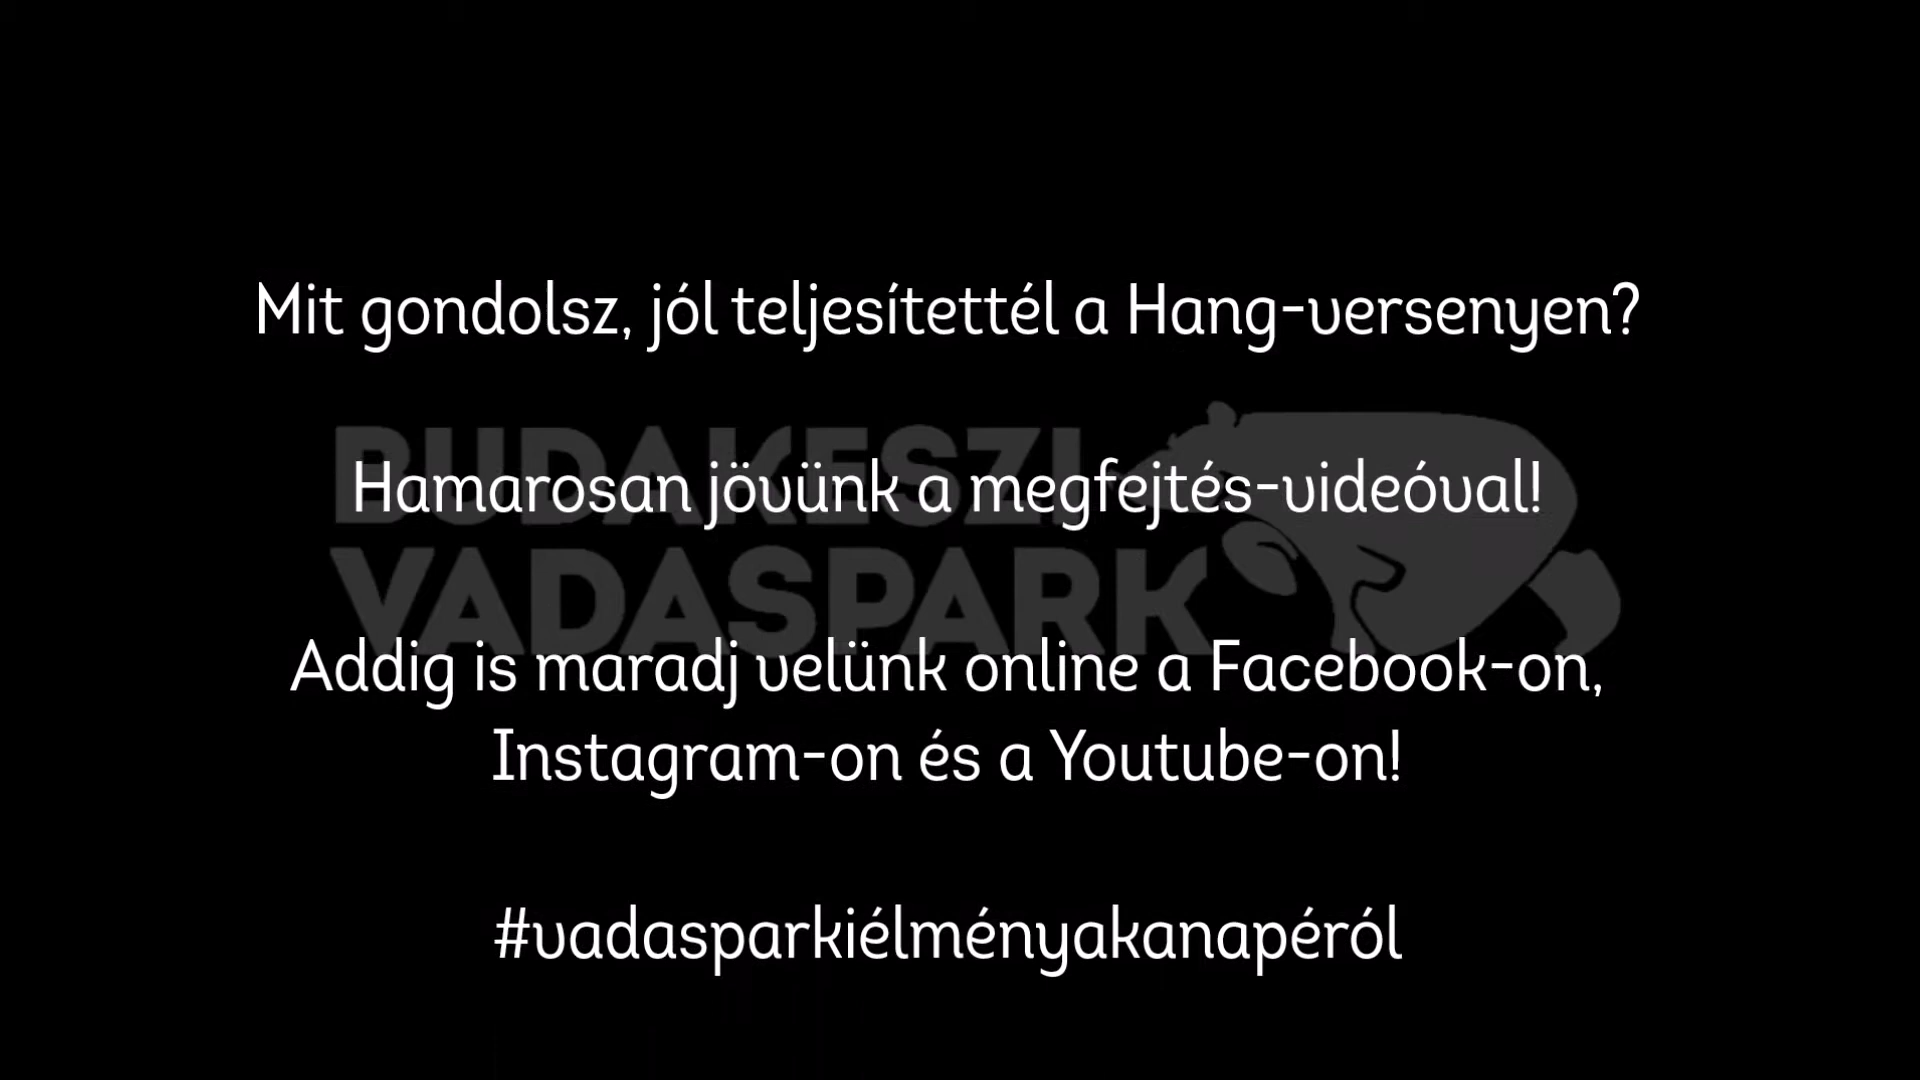 Mit gondolsz, jól teljesítettél a Hang-versenyen?
BUDAKESZI
Hamarosan jövünk a megfejtés-videóval!
VADASPARK
Addig is maradj velünk online a Facebook-on,
Instagram-on és a Youtube-on!
#vadasparkiélményakanapéról